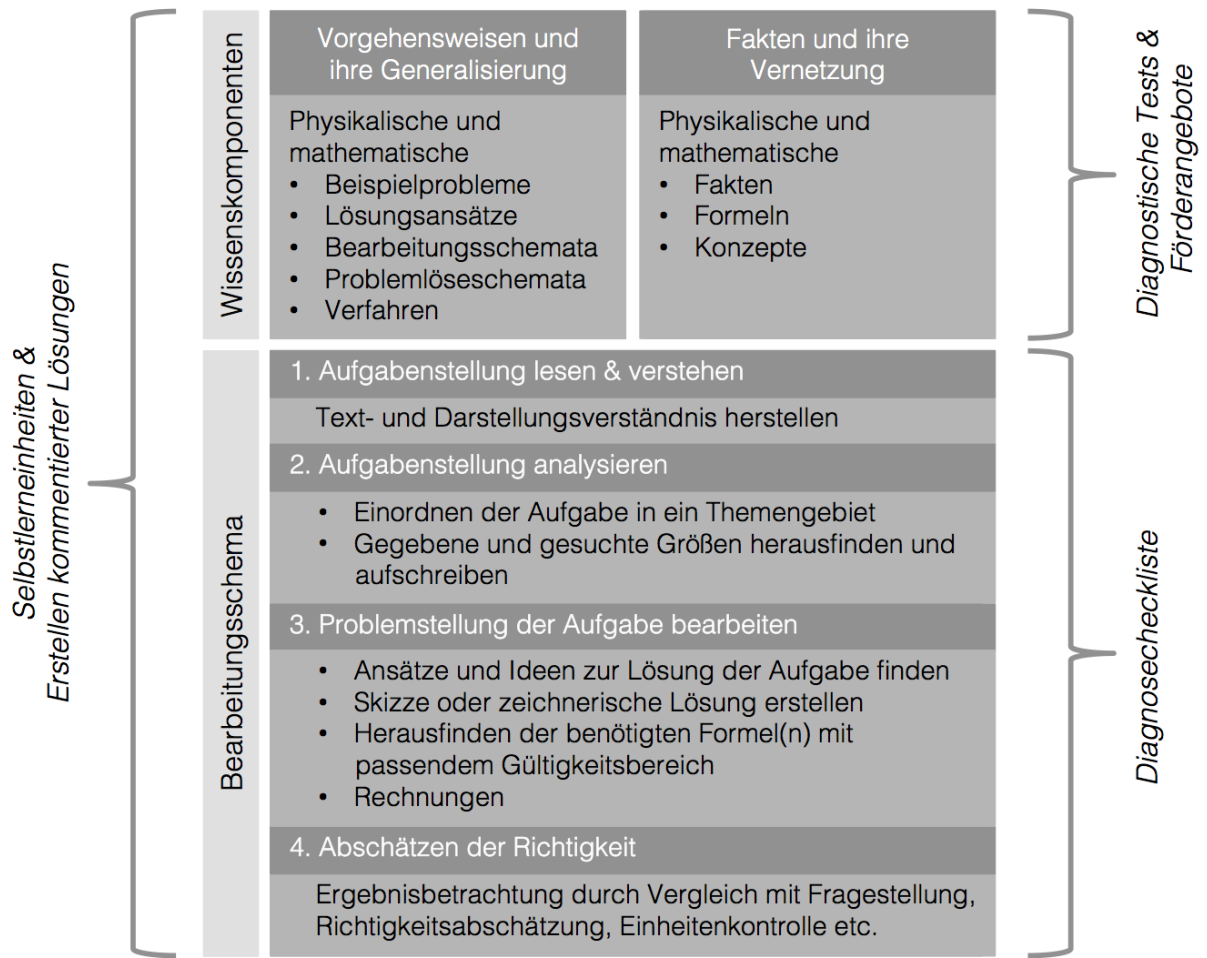 Selbstlerneinheiten &
Erstellen kommentierter Lösungen
Wissenskomponenten
Vorgehensweisen und
ihre Generalisierung
Physikalische und
mathematische
• Beispielprobleme
• Lösungsansätze
• Bearbeitungsschemata
• Problemlöseschemata
• Verfahren
Fakten und ihre
Vernetzung
Physikalische und
mathematische
• Fakten
• Formeln
• Konzepte
Diagnostische Tests &
Förderangebote
Bearbeitungsschema
1. Aufgabenstellung lesen & verstehen
Text- und Darstellungsverständnis herstellen
2. Aufgabenstellung analysieren
• Einordnen der Aufgabe in ein Themengebiet
• Gegebene und gesuchte Größen herausfinden und
aufschreiben
3. Problemstellung der Aufgabe bearbeiten
• Ansätze und Ideen zur Lösung der Aufgabe finden
• Skizze oder zeichnerische Lösung erstellen
• Herausfinden der benötigten Formel(n) mit
passendem Gültigkeitsbereich
• Rechnungen
4. Abschätzen der Richtigkeit
Ergebnisbetrachtung durch Vergleich mit Fragestellung,
Richtigkeitsabschätzung, Einheitenkontrolle etc.
Diagnosecheckliste